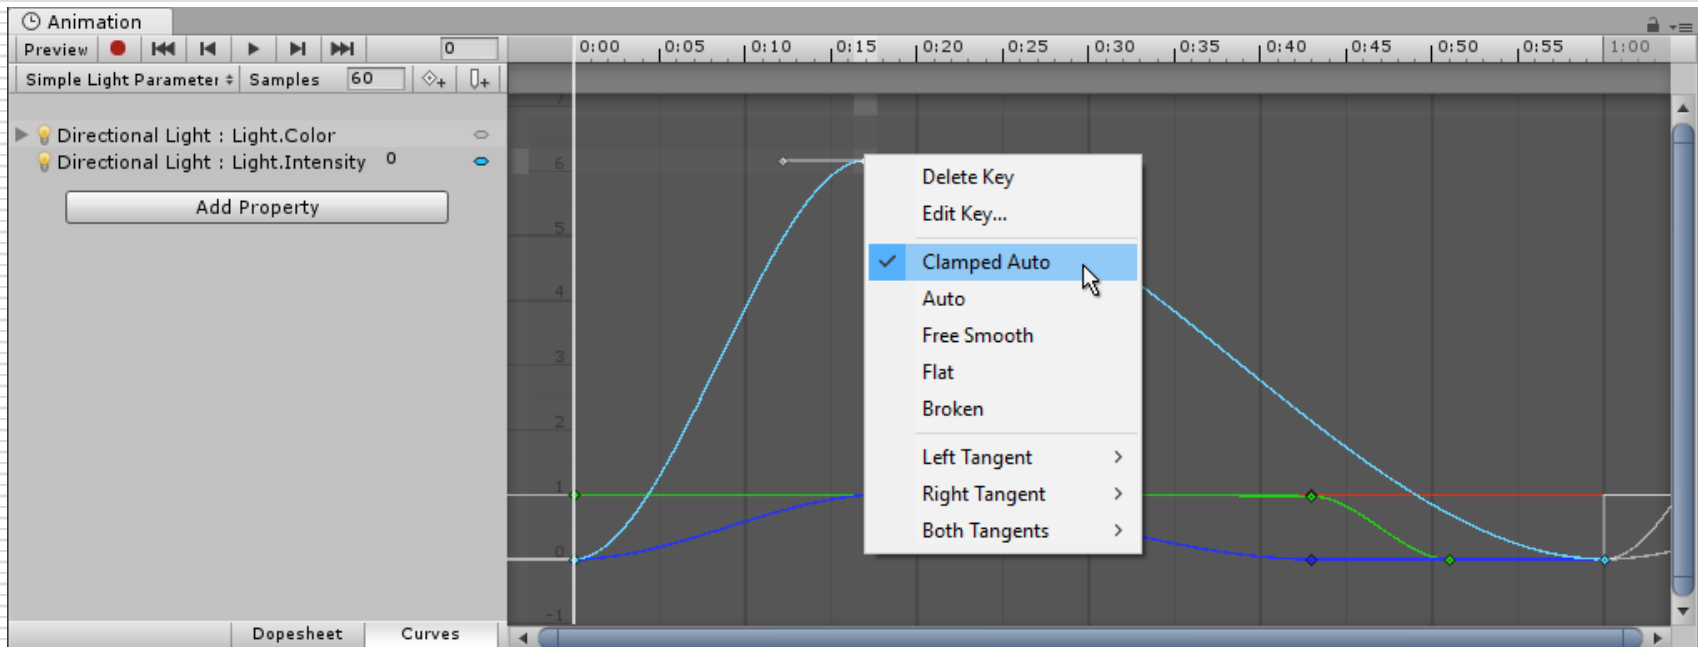 Animation
Preview 0 0:00 0:05 0:10 0:15 0:20 0:25 0:30 0:35 0:40 0:45 0:50 0:55 1:00
Simple Light Parameter Samples 60
7
Directional Light : Light.Color
Directional Light : Light.Intensity 0
6
Delete Key
Add Property
Edit Key...
5
Clamped Auto
4
Auto
Free Smooth
3
Flat
Broken
2
Left Tangent
1
Right Tangent
Both Tangents
0
-1
Dopesheet Curves